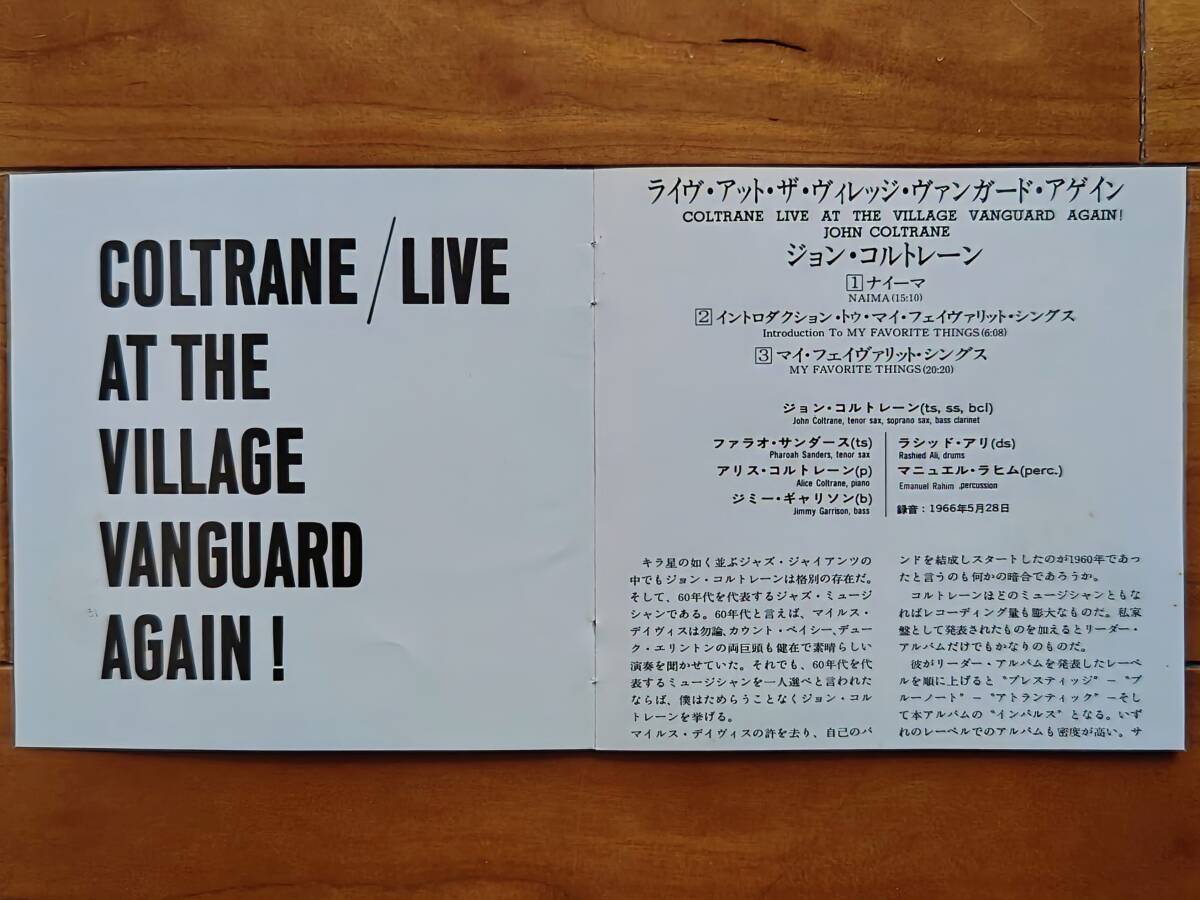 COLTRANE/LIVE
AT THE
VILLAGE
VANGUARD
AGAIN!
ライヴ・アット・ザ・ヴィレッジ・ヴァンガード・アゲイン
COLTRANE LIVE AT THE VILLAGE VANGUARD AGAIN!
JOHN COLTRANE
ジョン・コルトレーン
1 ナイーマ
NAIMA(15:10)
2 イントロダクション・トゥ・マイ・フェイヴァリット・シングス
Introduction To MY FAVORITE THINGS(6:08)
3 マイ・フェイヴァリット・シングス
MY FAVORITE THINGS(20:20)
ジョン・コルトレーン(ts, ss, bcl)
John Coltrane, tenor sax, soprano sax, bass clarinet
ファラオ・サンダース(ts)
Pharoah Sanders, tenor sax
アリス・コルトレーン(p)
Alice Coltrane, piano
ジミー・ギャリソン(b)
Jimmy Garrison, bass
ラシッド・アリ(ds)
Rashied Ali, drums
マニュエル・ラヒム(perc.)
Emanuel Rahim ,percussion
録音：1966年5月28日
キラ星の如く並ぶジャズ・ジャイアンツの
中でもジョン・コルトレーンは格別の存在だ。
そして、60年代を代表するジャズ・ミュージ
シャンである。60年代と言えば、マイルス・
デイヴィスは勿論、カウント・ベイシー、デュー
ク・エリントンの両巨頭も健在で素晴らしい
演奏を聞かせていた。それでも、60年代を代
表するミュージシャンを一人選べと言われた
ならば、僕はためらうことなくジョン・コル
トレーンを挙げる。
マイルス・デイヴィスの許を去り、自己のバ
ンドを結成しスタートしたのが1960年であっ
たと言うのも何かの暗合であろうか。
コルトレーンほどのミュージシャンともな
ればレコーディング量も膨大なものだ。私家
盤として発表されたものを加えるとリーダー・
アルバムだけでもかなりのものだ。
彼がリーダー・アルバムを発表したレーベ
ルを順に上げると〝プレスティッジ〟－〝ブ
ルーノート〟－〝アトランティック〟－そし
て本アルバムの〝インパルス〟となる。いず
れのレーベルでのアルバムも密度が高い。サ